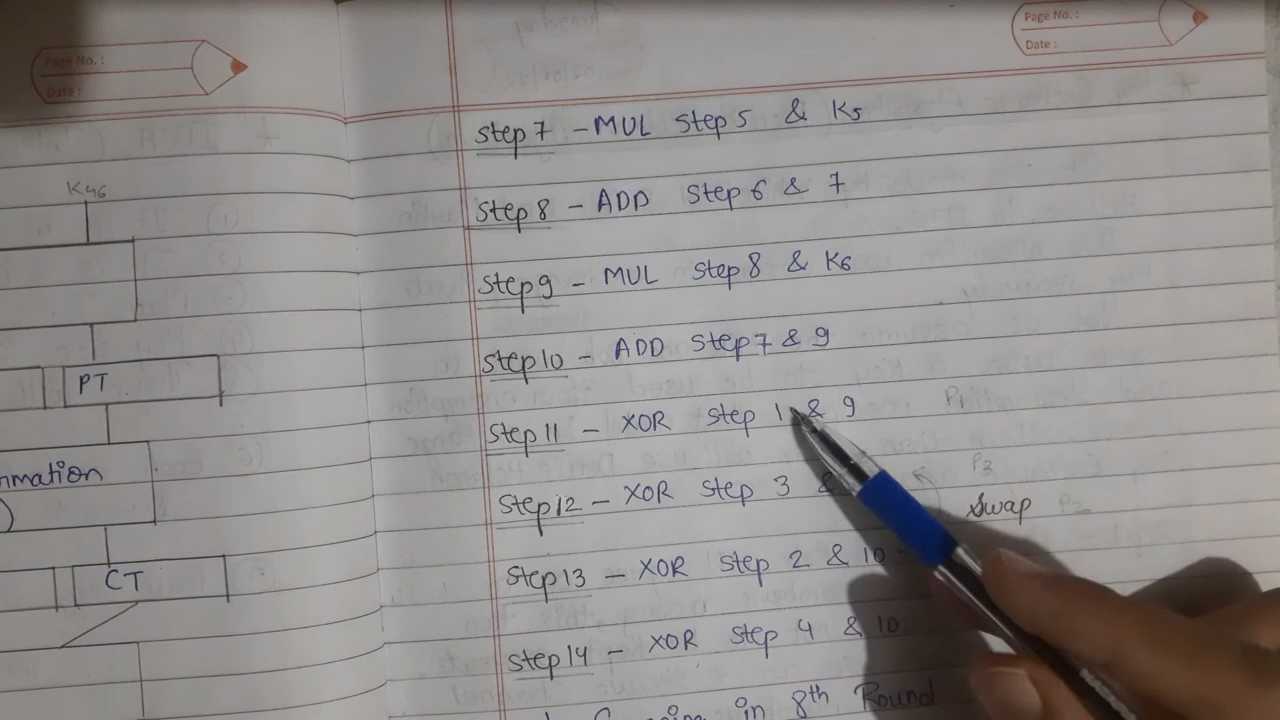 Page No. :
Date :
Page No. :
Date :
K46
PT
mmation
)
CT
Step 7 - MUL Step 5 & K5
Step 8 - ADD Step 6 & 7
Step 9 - MUL Step 8 & K6
Step 10 - ADD Step 7 & 9
Step 11 - XOR Step 1 & 9
P1
Step 12 - XOR Step 3 &
P3
Swap P2
Step 13 - XOR Step 2 & 10
Step 14 - XOR Step 4 & 10
in 8th Round